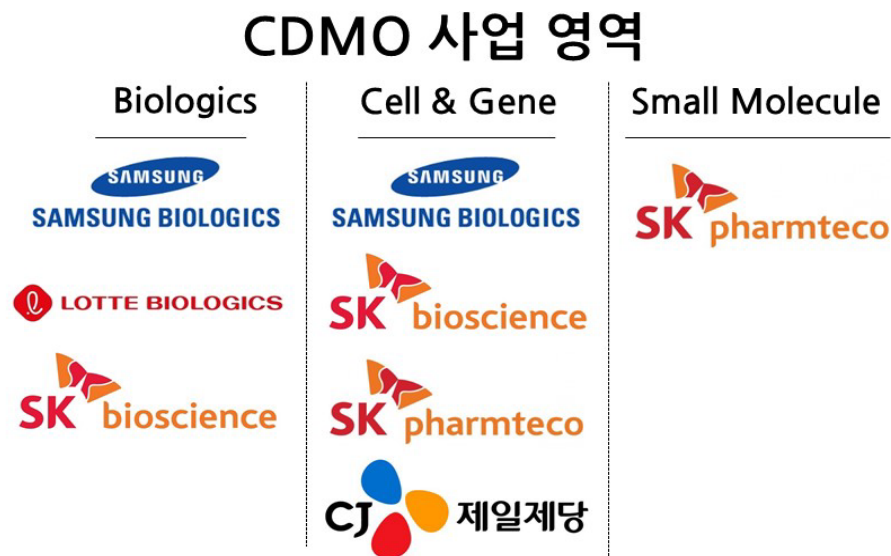 CDMO 사업 영역
Biologics
SAMSUNG
SAMSUNG BIOLOGICS
LOTTE BIOLOGICS
SK bioscience
Cell & Gene
SAMSUNG
SAMSUNG BIOLOGICS
SK bioscience
SK pharmteco
CJ 제일제당
Small Molecule
SK pharmteco